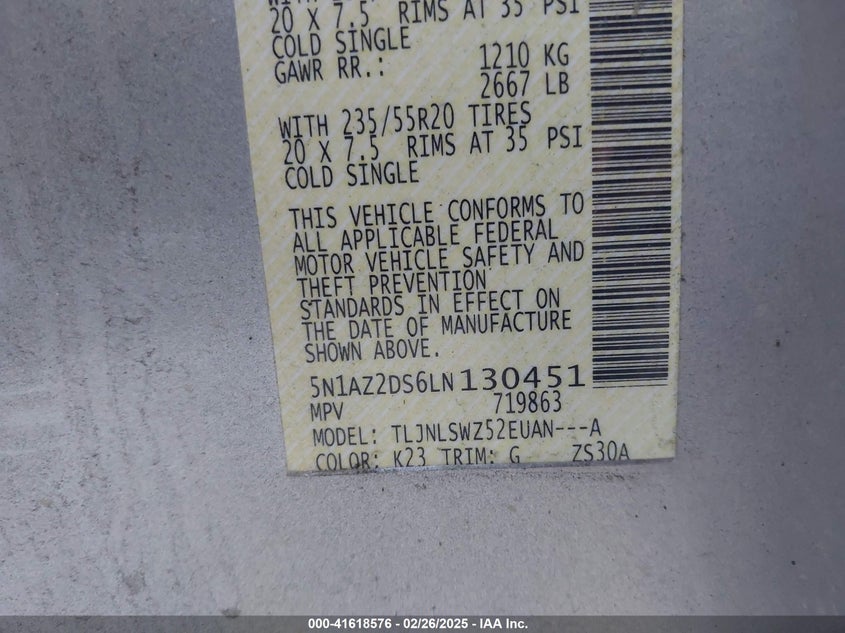 20 X 7.5 RIMS AT 35 PSI
COLD SINGLE
GAWR RR.: 1210 KG
2667 LB
WITH 235/55R20 TIRES
20 X 7.5 RIMS AT 35 PSI
COLD SINGLE
THIS VEHICLE CONFORMS TO
ALL APPLICABLE FEDERAL
MOTOR VEHICLE SAFETY AND
THEFT PREVENTION
STANDARDS IN EFFECT ON
THE DATE OF MANUFACTURE
SHOWN ABOVE.
5N1AZ2DS6LN130451
MPV 719863
MODEL: TLJNLSWZ52EUAN---A
COLOR: K23 TRIM: G ZS30A
000-41618576 - 02/26/2025 - IAA Inc.